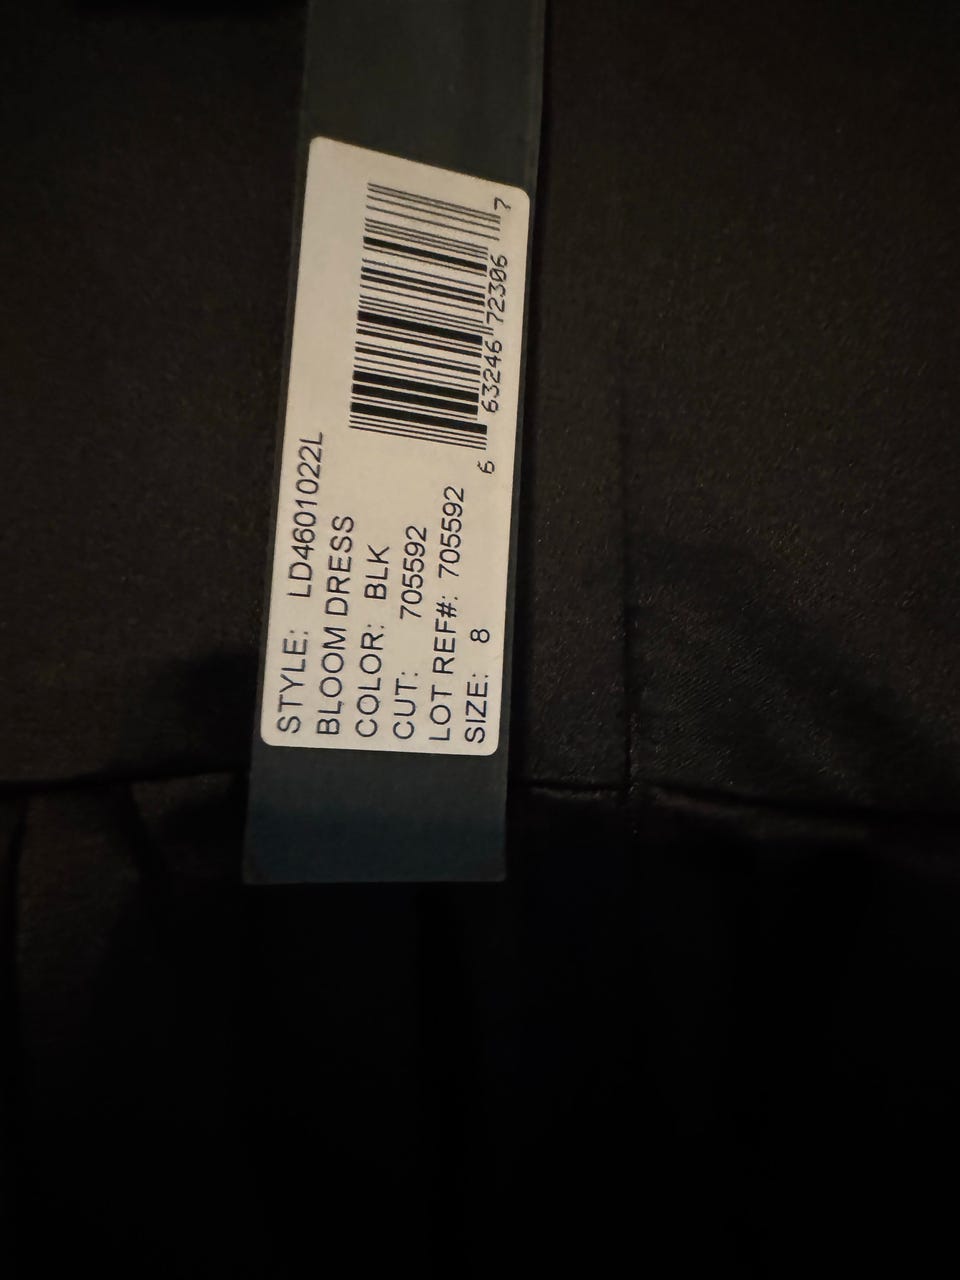 STYLE: LD4601022L
BLOOM DRESS
COLOR: BLK
CUT: 705592
LOT REF#: 705592
SIZE: 8
6 63246 72306 7